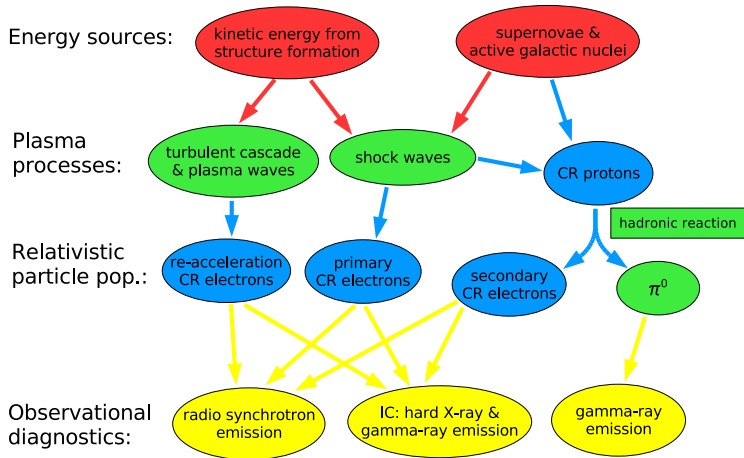 Energy sources:
kinetic energy from
structure formation
supernovae &
active galactic nuclei
Plasma
processes:
turbulent cascade
& plasma waves
shock waves
CR protons
hadronic reaction
Relativistic
particle pop.:
re-acceleration
CR electrons
primary
CR electrons
secondary
CR electrons
π⁰
Observational
diagnostics:
radio synchrotron
emission
IC: hard X-ray &
gamma-ray emission
gamma-ray
emission